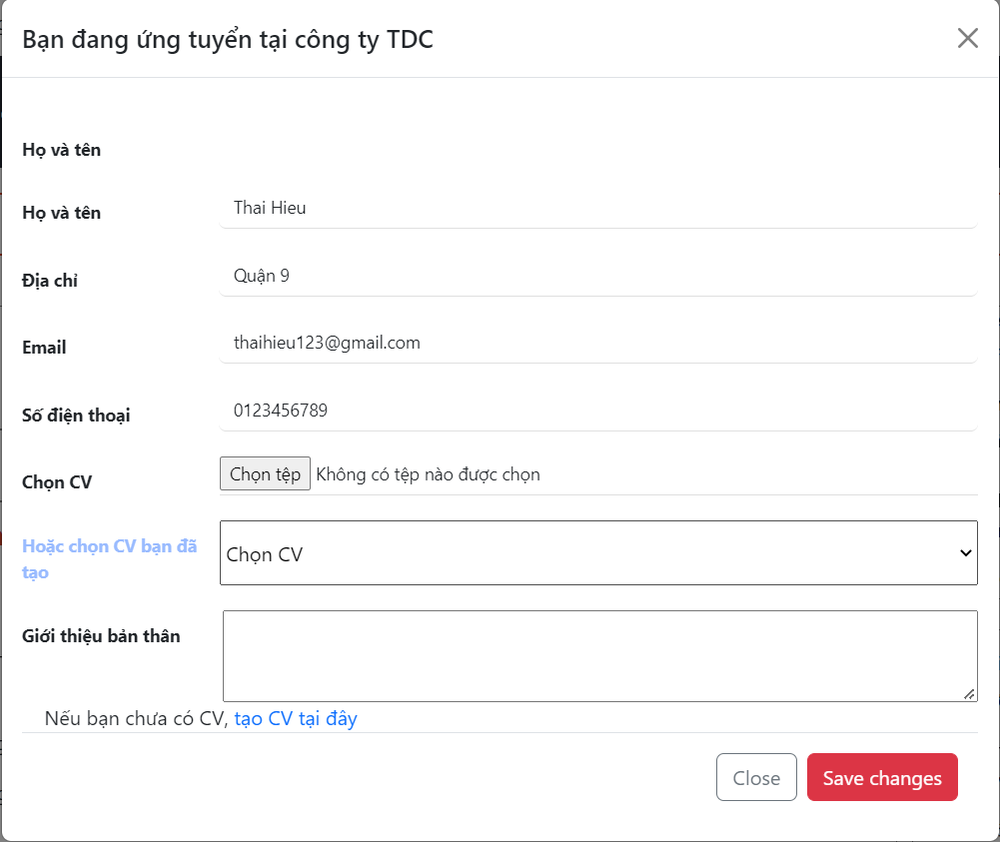 Bạn đang ứng tuyển tại công ty TDC
Họ và tên
Họ và tên
Thai Hieu
Địa chỉ
Quận 9
Email
thaihieu123@gmail.com
Số điện thoại
0123456789
Chọn CV
Chọn tệp Không có tệp nào được chọn
Hoặc chọn CV bạn đã
tạo
Chọn CV
Giới thiệu bản thân
Nếu bạn chưa có CV, tạo CV tại đây
Close
Save changes